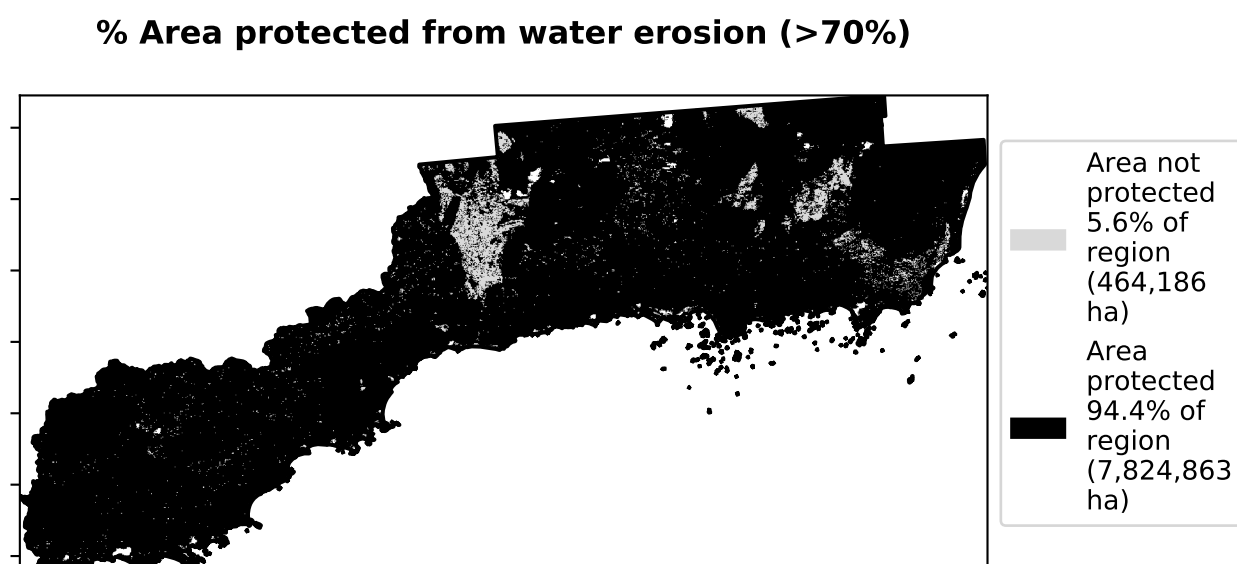 % Area protected from water erosion (>70%)
Area not
protected
5.6% of
region
(464,186
ha)
Area
protected
94.4% of
region
(7,824,863
ha)